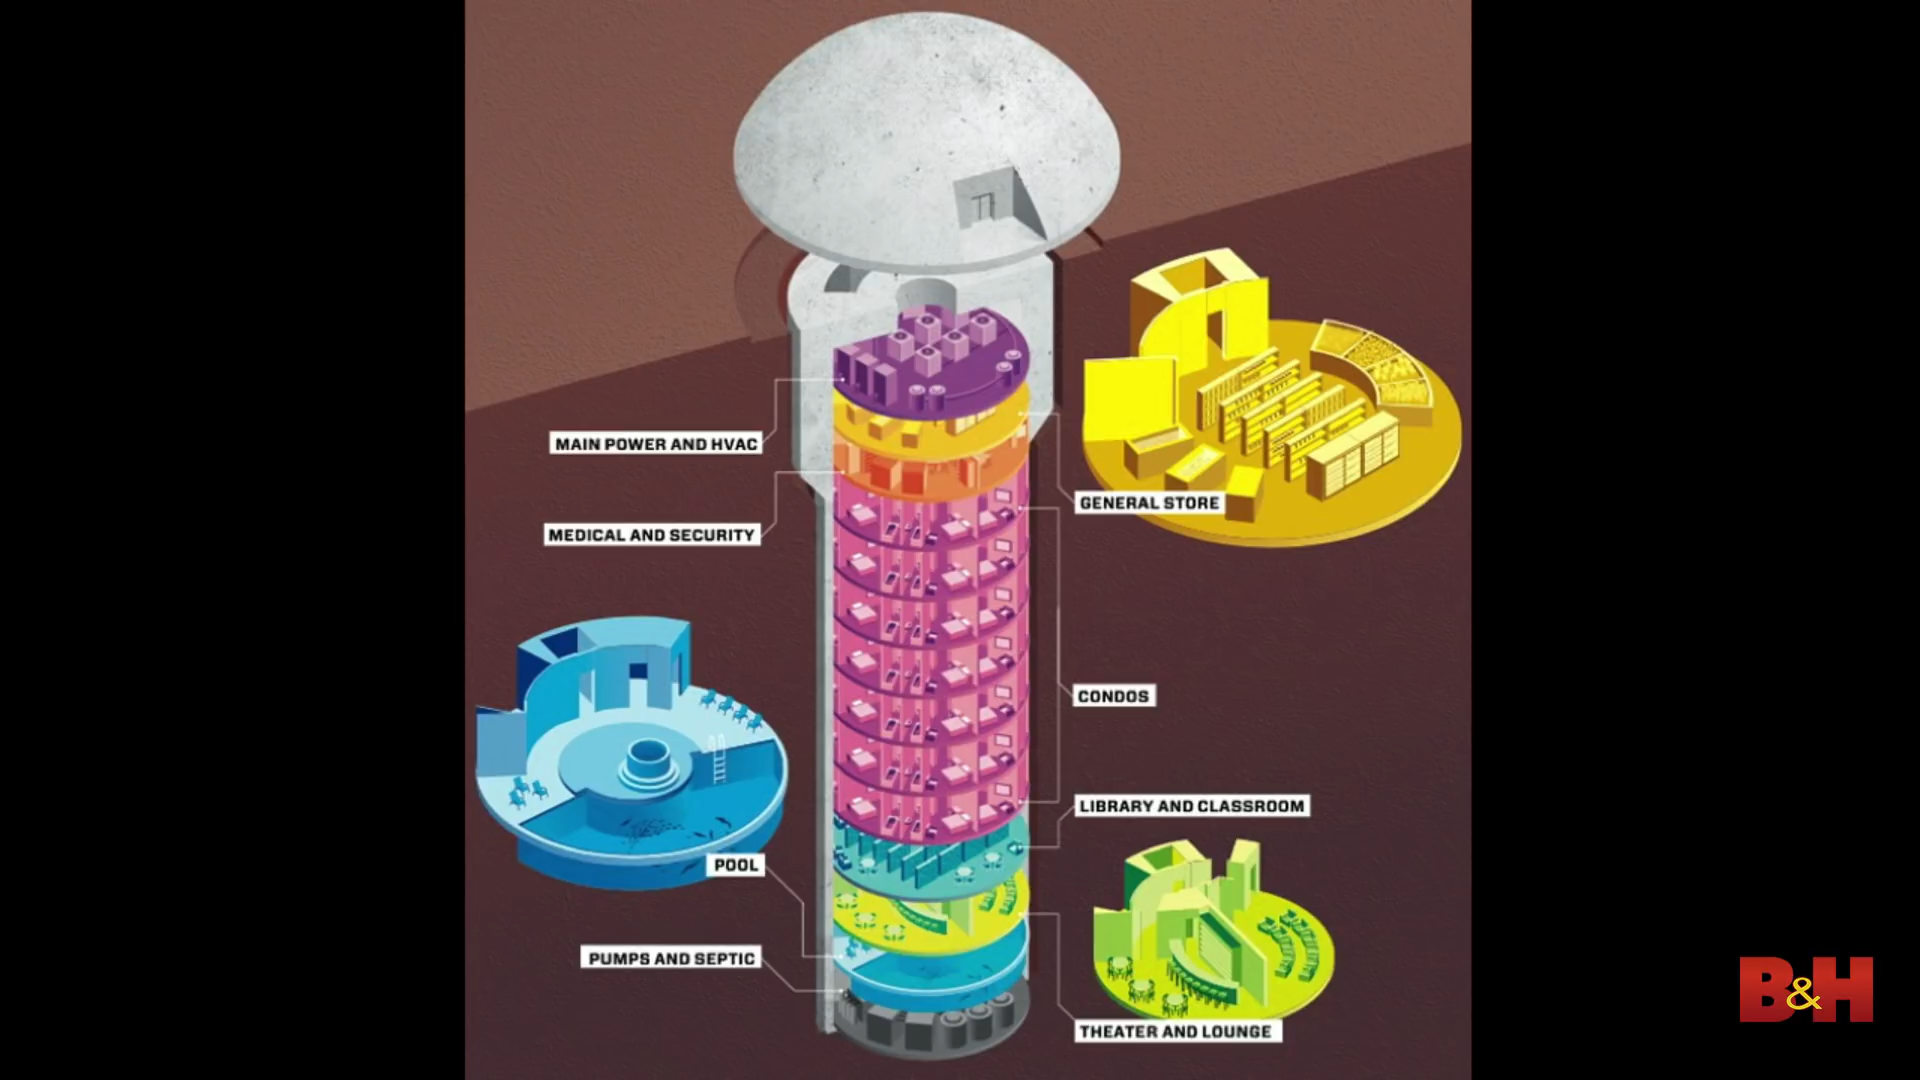 MAIN POWER AND HVAC
GENERAL STORE
MEDICAL AND SECURITY
CONDOS
LIBRARY AND CLASSROOM
POOL
PUMPS AND SEPTIC
THEATER AND LOUNGE
B&H